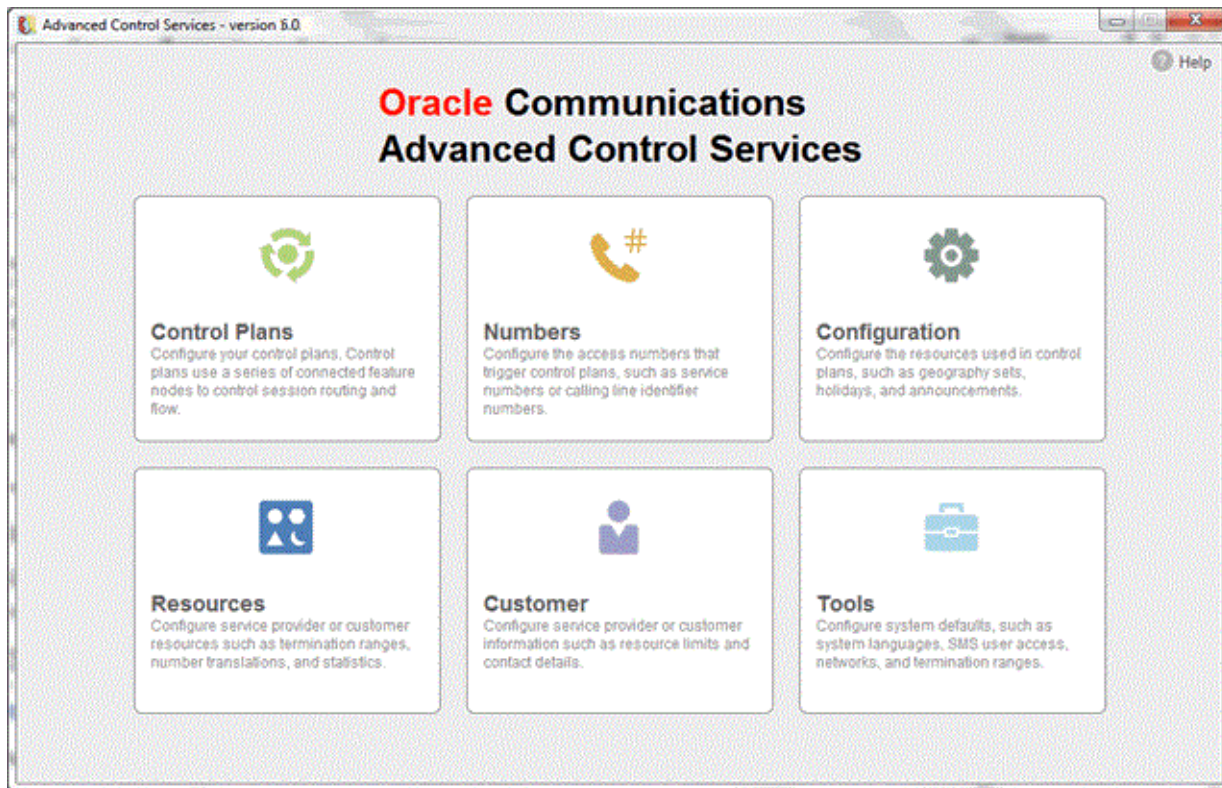 Advanced Control Services - version 6.0
Help
Oracle Communications
Advanced Control Services
Control Plans
Configure your control plans. Control
plans use a series of connected feature
nodes to control session routing and
flow.
Numbers
Configure the access numbers that
trigger control plans, such as service
numbers or calling line identifier
numbers.
Configuration
Configure the resources used in control
plans, such as geography sets,
holidays, and announcements.
Resources
Configure service provider or customer
resources such as termination ranges,
number translations, and statistics.
Customer
Configure service provider or customer
information such as resource limits and
contact details.
Tools
Configure system defaults, such as
system languages, SMS user access,
networks, and termination ranges.